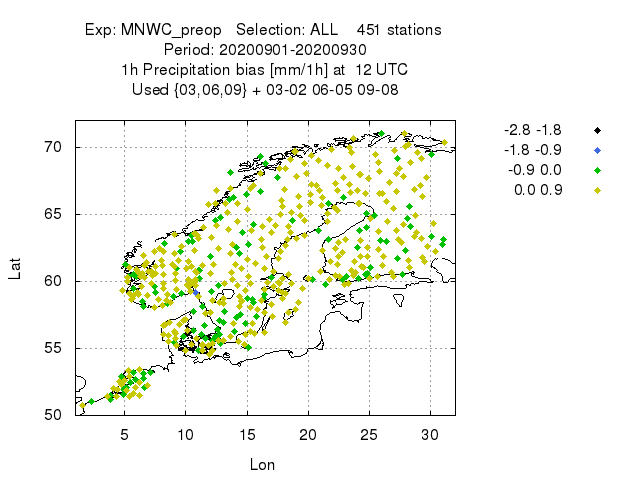 Exp: MNWC_preop   Selection: ALL    451 stations
Period: 20200901-20200930
1h Precipitation bias [mm/1h] at  12 UTC
Used {03,06,09} + 03-02 06-05 09-08
-2.8 -1.8
-1.8 -0.9
-0.9 0.0
0.0 0.9
70
65
60
55
50
Lat
5 10 15 20 25 30
Lon